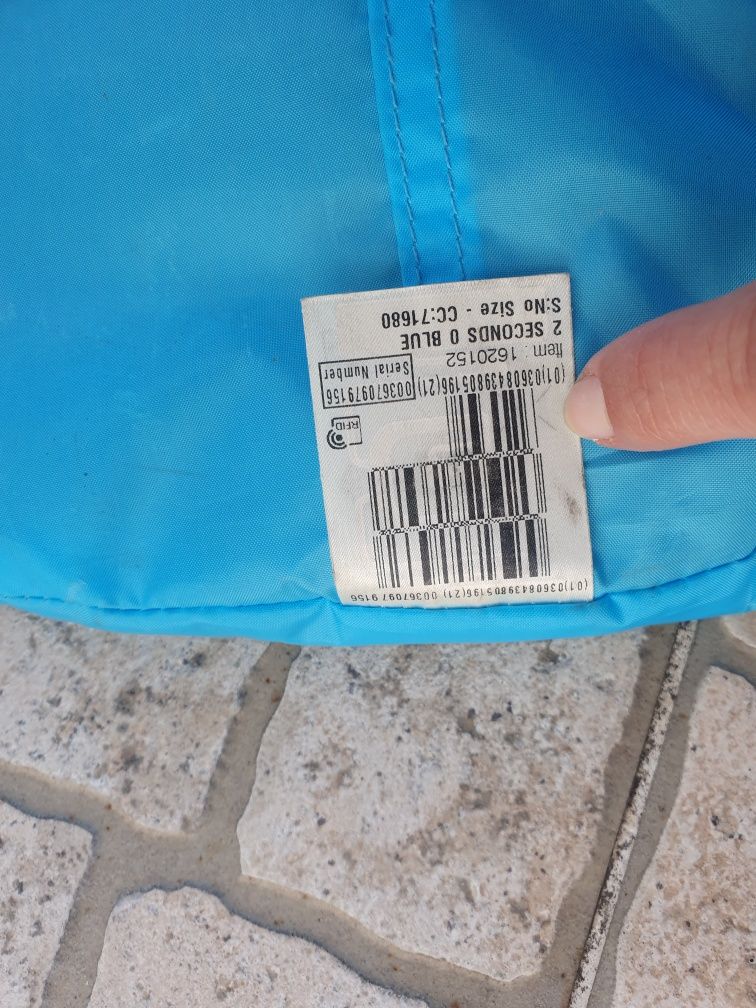 (01)03608439805196(21) 003670979156
(01)03608439805196(21)
003670979156
Serial Number
RFID
Item : 1620152
2 SECONDS 0 BLUE
S:No Size - CC:71680